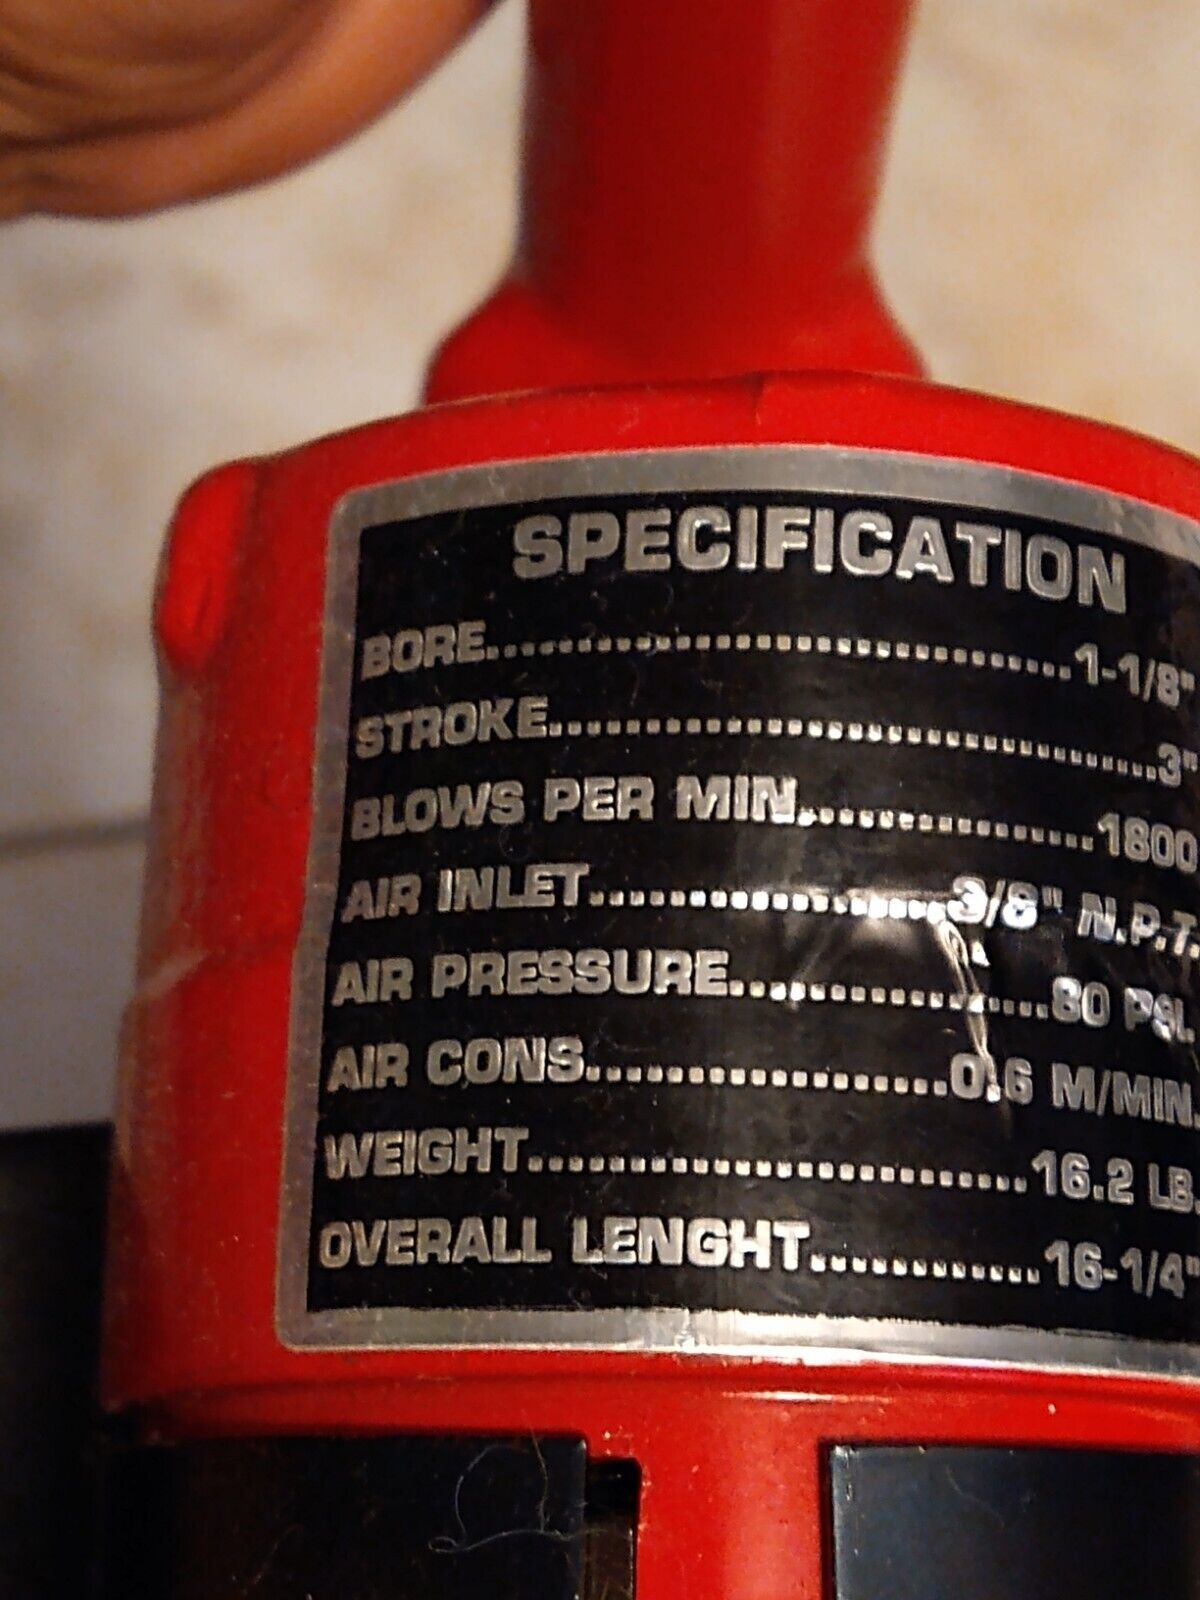 SPECIFICATION
BORE..................................1-1/8"
STROKE..................................3"
BLOWS PER MIN...................1800
AIR INLET......................3/8" N.P.T.
AIR PRESSURE...................80 PSI.
AIR CONS......................0.6 M/MIN.
WEIGHT..............................16.2 LB.
OVERALL LENGHT.............16-1/4"